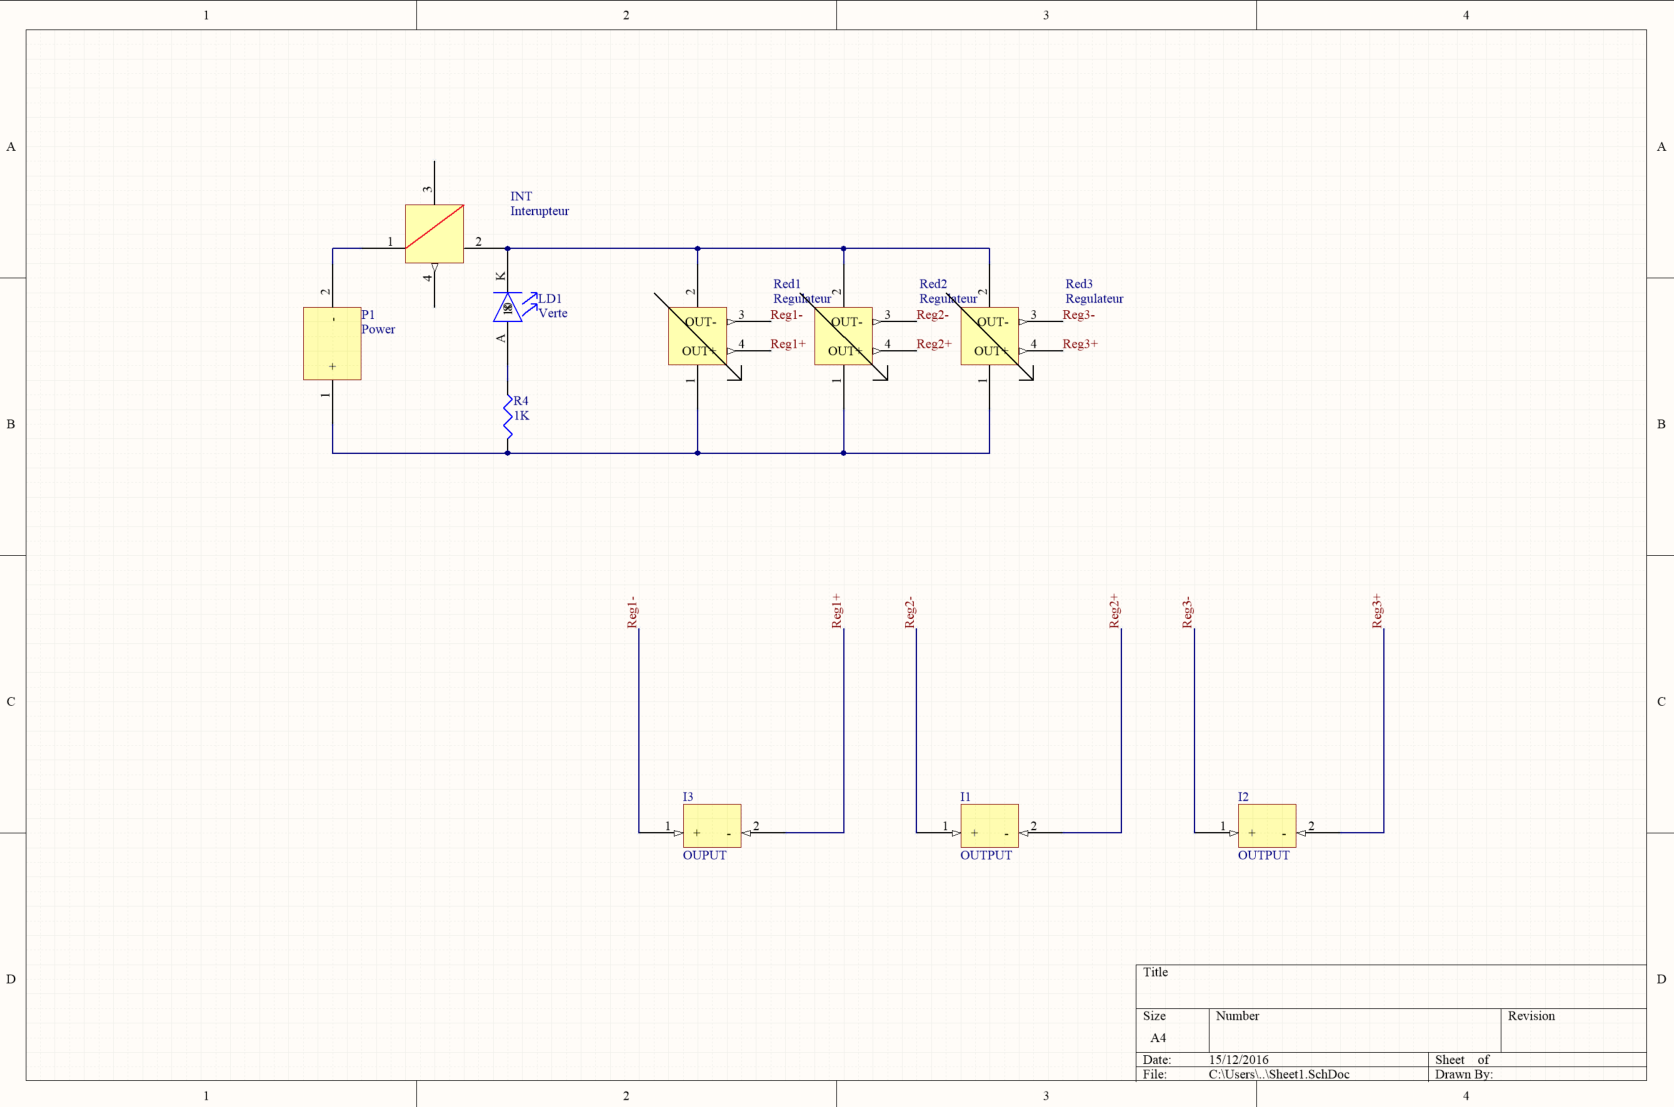 1 2 3 4
A A
3
INT
Interupteur
1 2
4
K
2
P1
Power
-
+
1
LD1
Verte
A
R4
1K
Red1
Regulateur
2
OUT- 3 Reg1-
OUT+ 4 Reg1+
1
Red2
Regulateur
2
OUT- 3 Reg2-
OUT+ 4 Reg2+
1
Red3
Regulateur
2
OUT- 3 Reg3-
OUT+ 4 Reg3+
1
B B
Reg1- Reg1+ Reg2- Reg2+ Reg3- Reg3+
C C
I3
1 + - 2
OUPUT
I1
1 + - 2
OUTPUT
I2
1 + - 2
OUTPUT
D D
Title
Size Number Revision
A4
Date: 15/12/2016 Sheet of
File: C:\Users\..\Sheet1.SchDoc Drawn By:
1 2 3 4